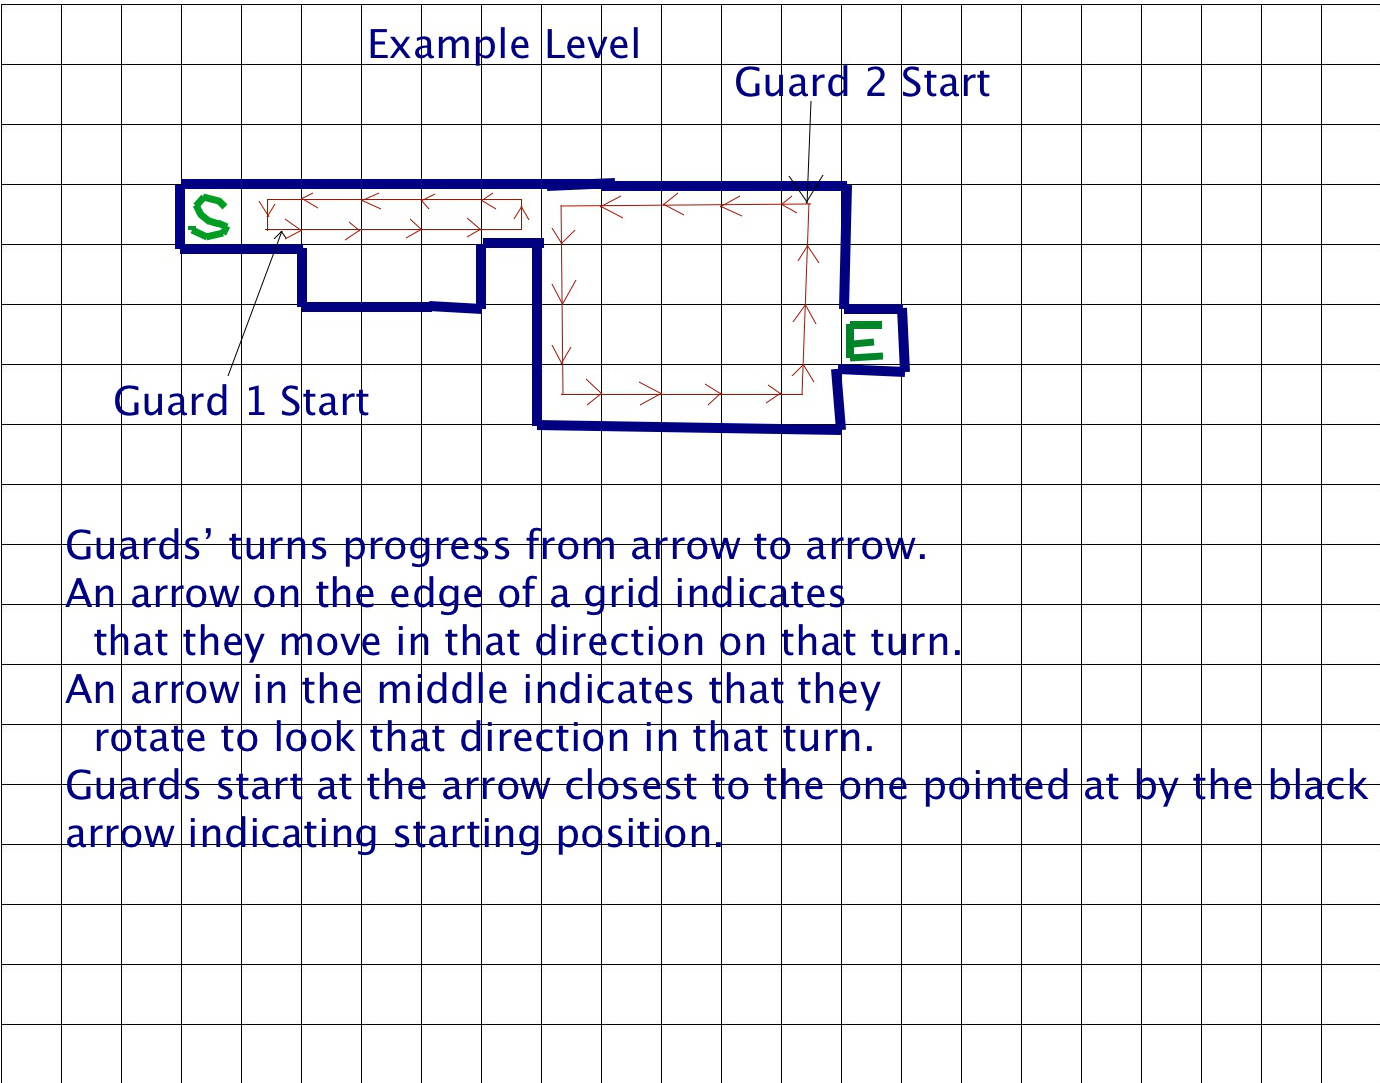 Example Level
Guard 2 Start
S
E
Guard 1 Start
Guards’ turns progress from arrow to arrow.
An arrow on the edge of a grid indicates
that they move in that direction on that turn.
An arrow in the middle indicates that they
rotate to look that direction in that turn.
Guards start at the arrow closest to the one pointed at by the black
arrow indicating starting position.